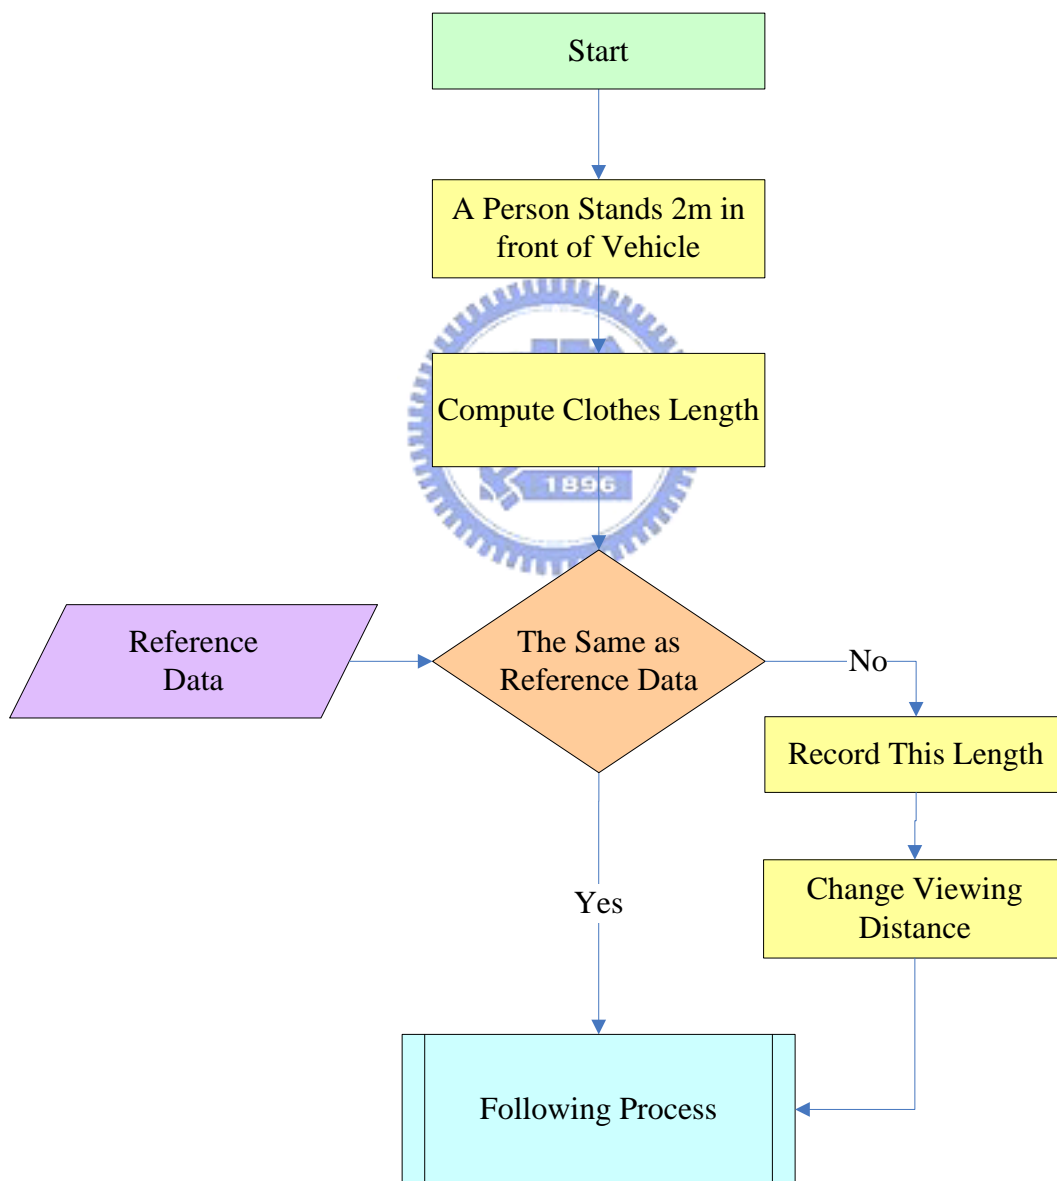 Start
A Person Stands 2m in
front of Vehicle
Compute Clothes Length
1896
The Same as
Reference Data
Reference
Data
No
Record This Length
Change Viewing
Distance
Yes
Following Process